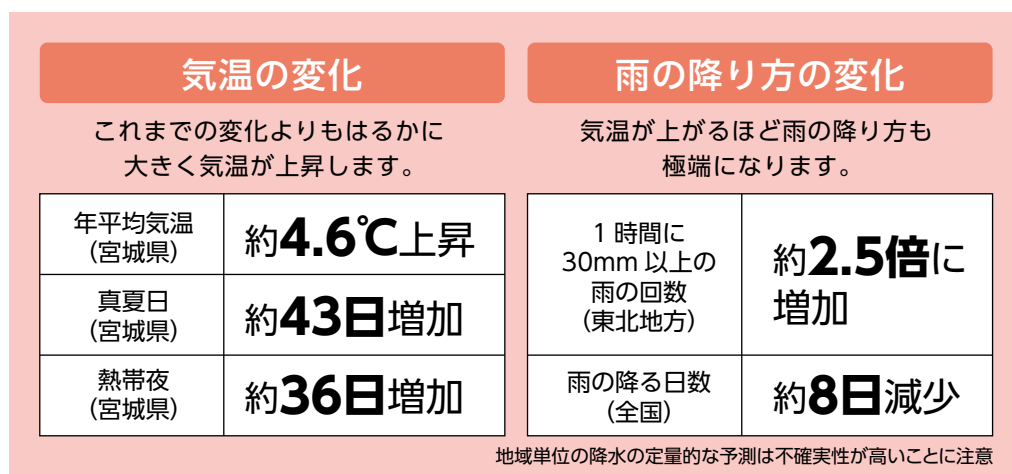 気温の変化
これまでの変化よりもはるかに
大きく気温が上昇します。
年平均気温
(宮城県)
約4.6℃上昇
真夏日
(宮城県)
約43日増加
熱帯夜
(宮城県)
約36日増加
雨の降り方の変化
気温が上がるほど雨の降り方も
極端になります。
1時間に
30mm以上の
雨の回数
(東北地方)
約2.5倍に
増加
雨の降る日数
(全国)
約8日減少
地域単位の降水の定量的な予測は不確実性が高いことに注意